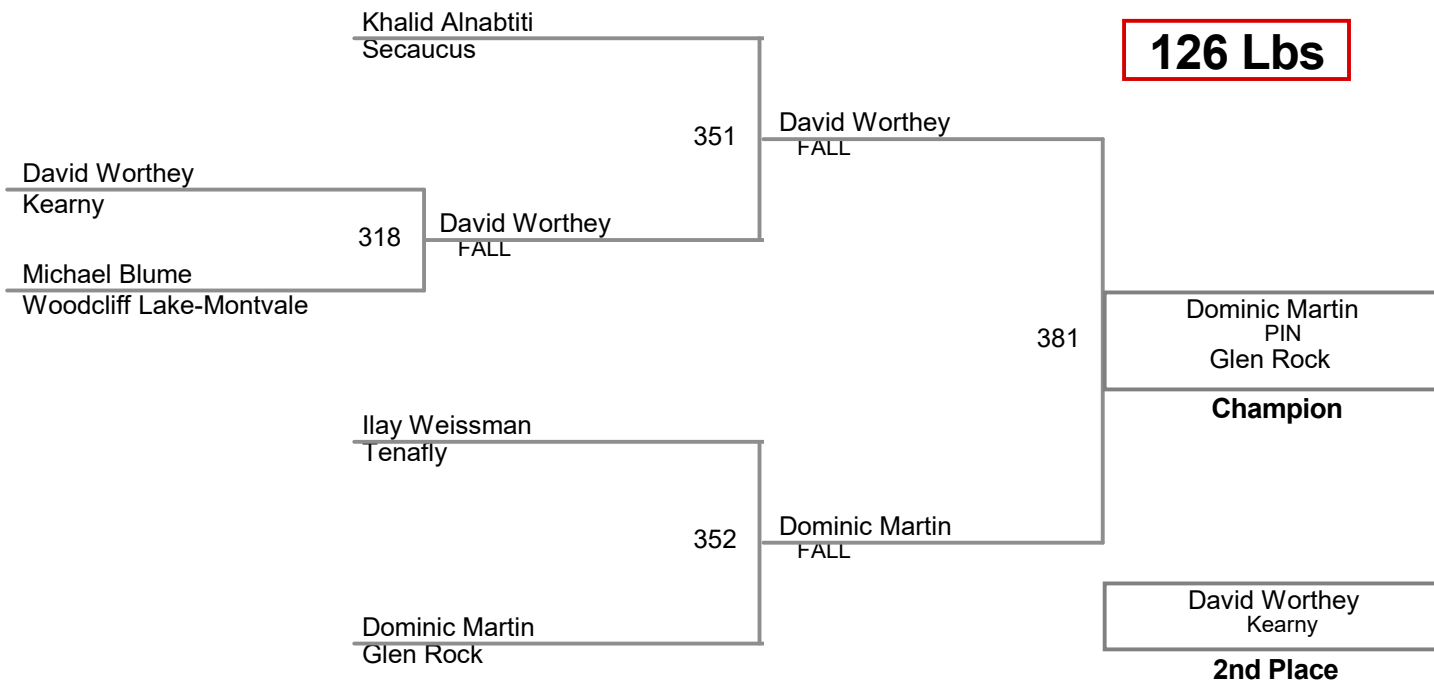 Khalid Alnabtiti
Secaucus
126 Lbs
351
David Worthey
FALL
David Worthey
Kearny
318
David Worthey
FALL
Michael Blume
Woodcliff Lake-Montvale
381
Dominic Martin
PIN
Glen Rock
Champion
Ilay Weissman
Tenafly
352
Dominic Martin
FALL
Dominic Martin
Glen Rock
David Worthey
Kearny
2nd Place